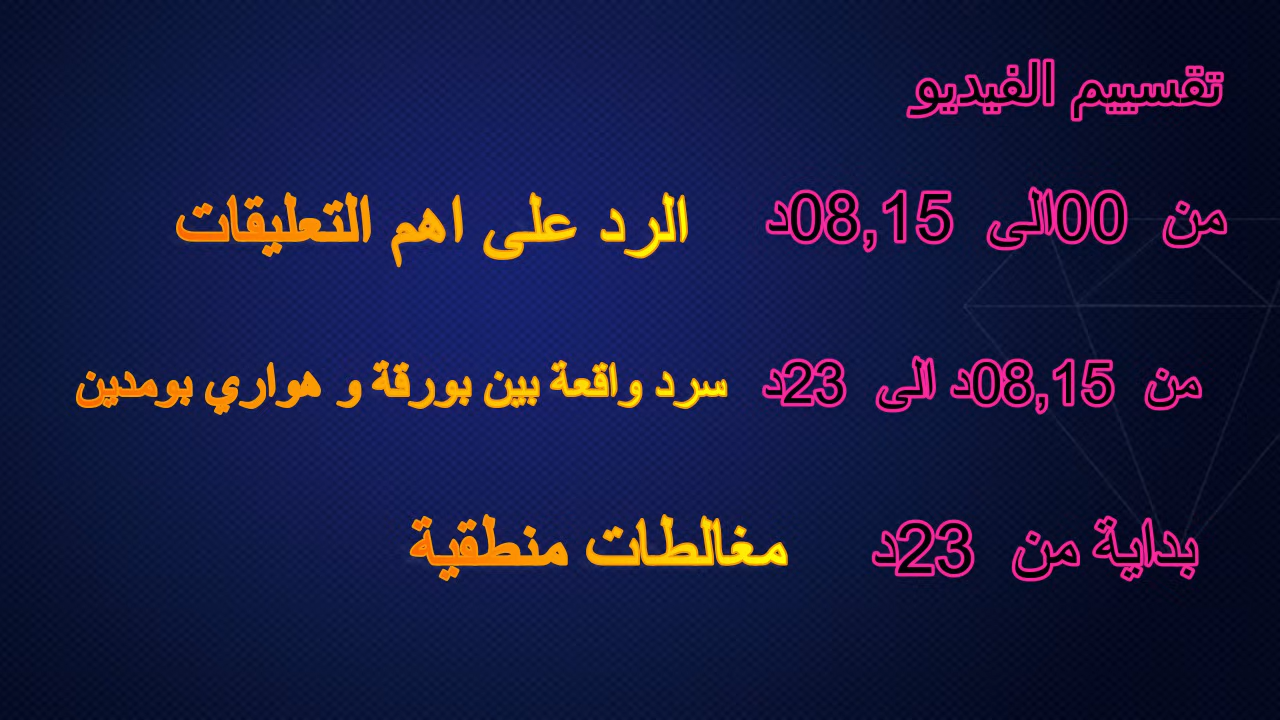 تقسييم الفيديو
من 00الى 08,15د الرد على اهم التعليقات
من 08,15د الى 23د سرد واقعة بين بورقة و هواري بومدين
بداية من 23د مغالطات منطقية